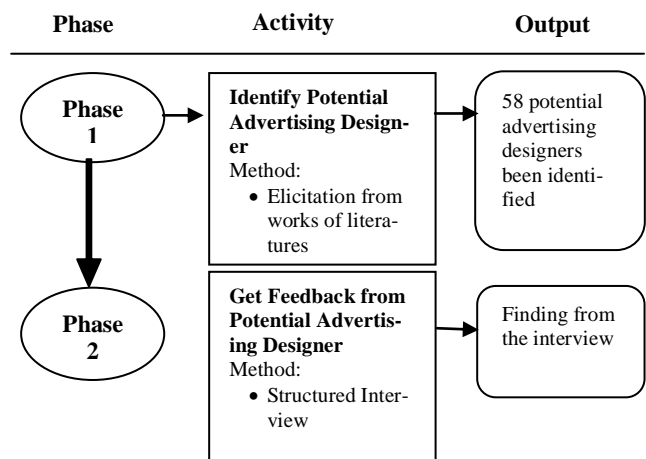 Phase Activity Output
Phase
1
Identify Potential
Advertising Design-
er
Method:
• Elicitation from
works of litera-
tures
58 potential
advertising
designers
been identi-
fied
Phase
2
Get Feedback from
Potential Advertis-
ing Designer
Method:
• Structured Inter-
view
Finding from
the interview